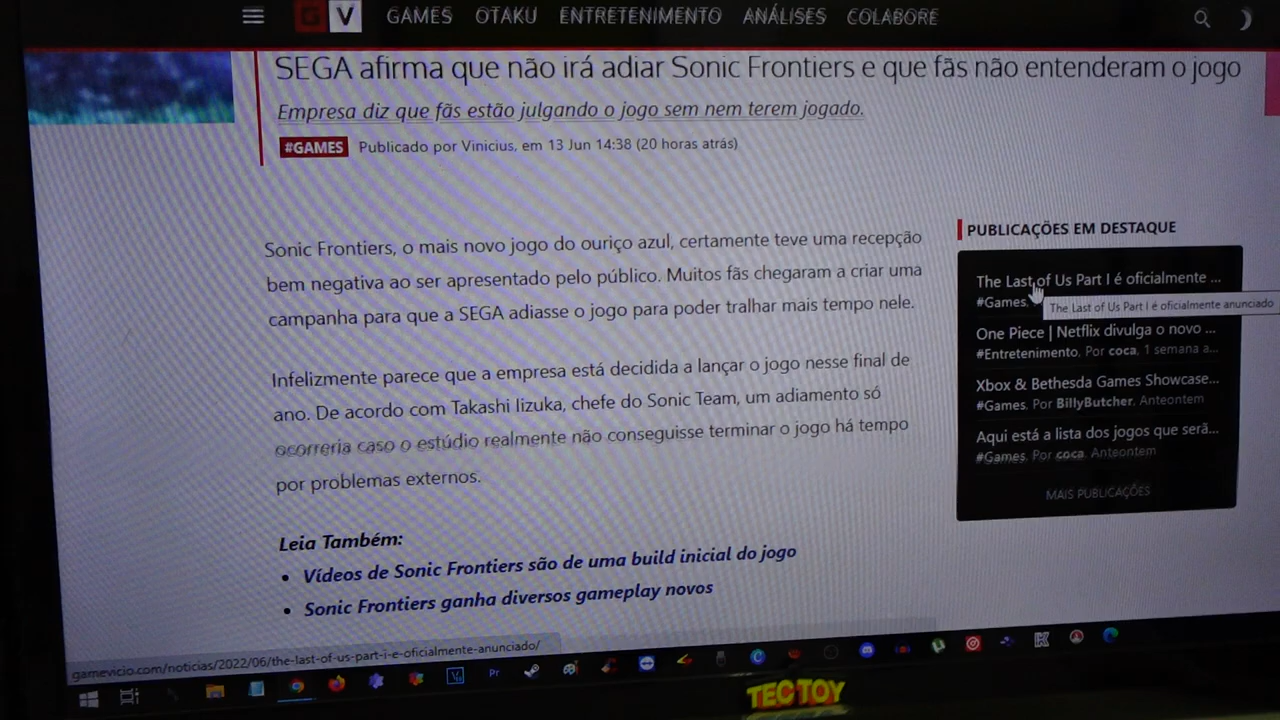 GV GAMES OTAKU ENTRETENIMENTO ANÁLISES COLABORE
SEGA afirma que não irá adiar Sonic Frontiers e que fãs não entenderam o jogo
Empresa diz que fãs estão julgando o jogo sem nem terem jogado.
#GAMES Publicado por Vinicius, em 13 Jun 14:38 (20 horas atrás)
Sonic Frontiers, o mais novo jogo do ouriço azul, certamente teve uma recepção
bem negativa ao ser apresentado pelo público. Muitos fãs chegaram a criar uma
campanha para que a SEGA adiasse o jogo para poder tralhar mais tempo nele.
Infelizmente parece que a empresa está decidida a lançar o jogo nesse final de
ano. De acordo com Takashi Iizuka, chefe do Sonic Team, um adiamento só
ocorreria caso o estúdio realmente não conseguisse terminar o jogo há tempo
por problemas externos.
Leia Também:
• Vídeos de Sonic Frontiers são de uma build inicial do jogo
• Sonic Frontiers ganha diversos gameplay novos
PUBLICAÇÕES EM DESTAQUE
The Last of Us Part I é oficialmente ...
#Games.
The Last of Us Part I é oficialmente anunciado
One Piece | Netflix divulga o novo ...
#Entretenimento. Por coca, 1 semana a...
Xbox & Bethesda Games Showcase...
#Games. Por BillyButcher. Anteontem
Aqui está a lista dos jogos que serã...
#Games. Por coca. Anteontem
MAIS PUBLICAÇÕES
gamevicio.com/noticias/2022/06/the-last-of-us-part-i-e-oficialmente-anunciado/
Pr
TECTOY